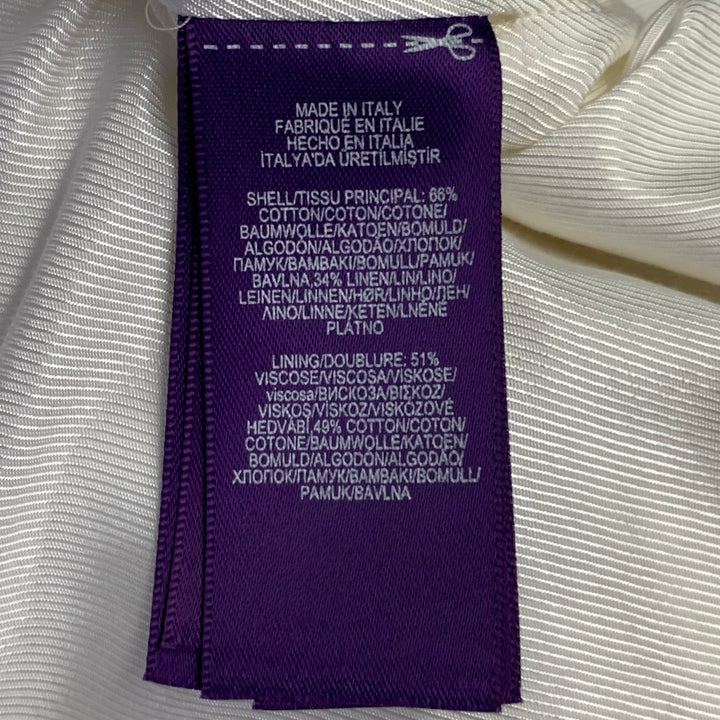 MADE IN ITALY
FABRIQUÉ EN ITALIE
HECHO EN ITALIA
İTALYA'DA ÜRETİLMİŞTİR
SHELL/TISSU PRINCIPAL: 66%
COTTON/COTON/COTONE/
BAUMWOLLE/KATOEN/BOMULD/
ALGODÓN/ALGODÃO/ХЛОПОК/
ПАМУК/ΒΑΜΒΑΚΙ/BOMULL/PAMUK/
BAVLNA,34% LINEN/LIN/LINO/
LEINEN/LINNEN/HØR/LINHO/ЛЕН/
ΛΙΝΟ/LINNE/KETEN/LNĚNÉ
PLÁTNO
LINING/DOUBLURE: 51%
VISCOSE/VISCOSA/VISKOSE/
viscosa/ВИСКОЗА/ΒΙΣΚΟΖ/
VISKOS/VİSKOZ/VISKÓZOVÉ
HEDVÁBÍ,49% COTTON/COTON/
COTONE/BAUMWOLLE/KATOEN/
BOMULD/ALGODÓN/ALGODÃO/
ХЛОПОК/ПАМУК/ΒΑΜΒΑΚΙ/BOMULL/
PAMUK/BAVLNA